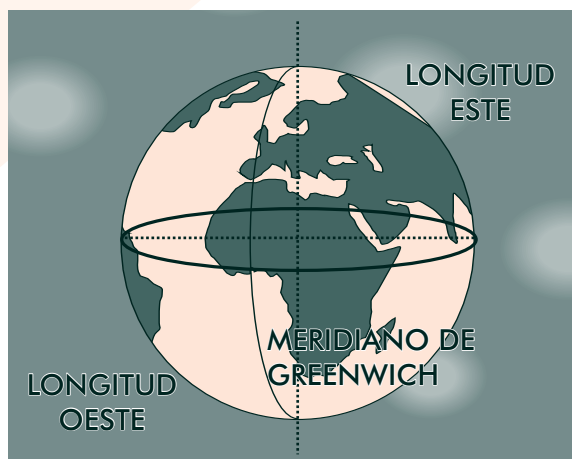 LONGITUD
ESTE
MERIDIANO DE
GREENWICH
LONGITUD
OESTE